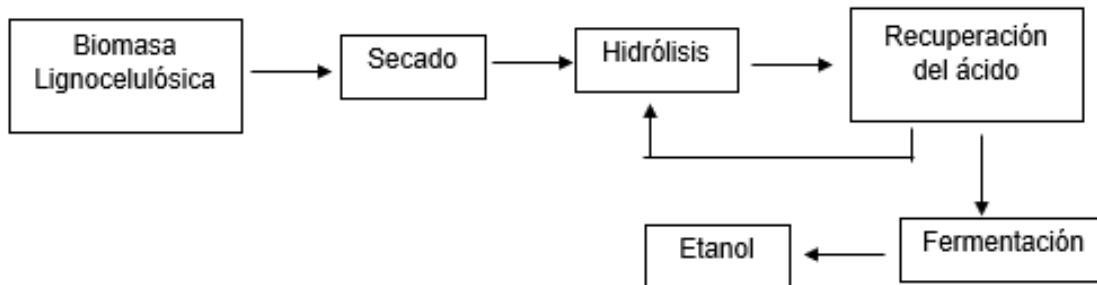 Biomasa
Lignocelulósica
Secado
Hidrólisis
Recuperación
del ácido
Fermentación
Etanol